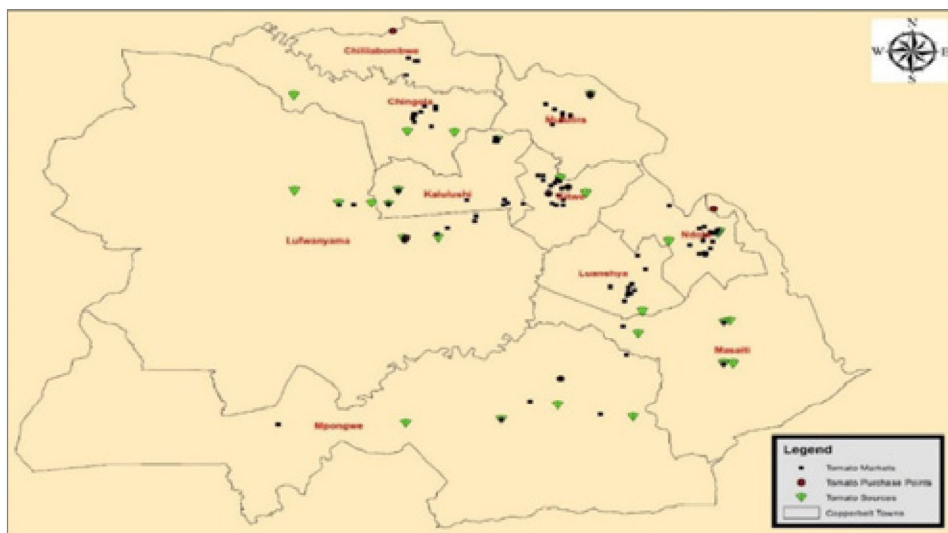 N
W
E
S
Chililabombwe
Chingola
Mufulira
Kalulushi
Kitwe
Lufwanyama
Ndola
Luanshya
Masaiti
Mpongwe
Legend
Tomato Markets
Tomato Purchase Points
Tomato Sources
Copperbelt Towns